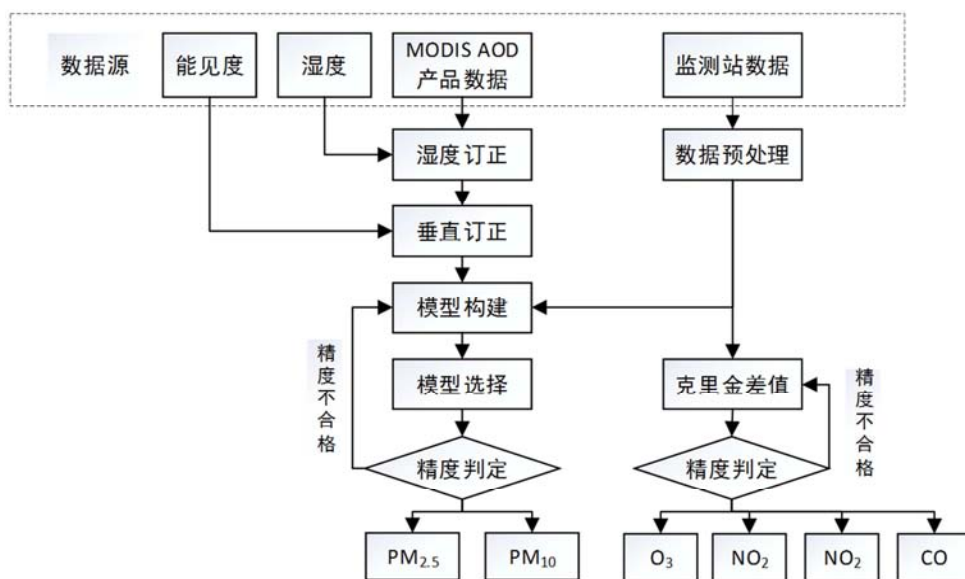 数据源
能见度
湿度
MODIS AOD
产品数据
监测站数据
湿度订正
数据预处理
垂直订正
模型构建
精度不合格
模型选择
克里金差值
精度不合格
精度判定
精度判定
PM2.5
PM10
O3
NO2
NO2
CO